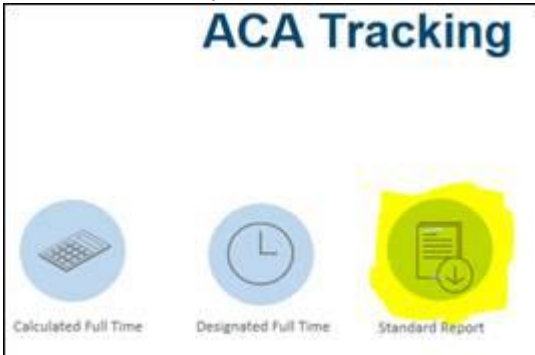 ACA Tracking
Calculated Full Time
Designated Full Time
Standard Report